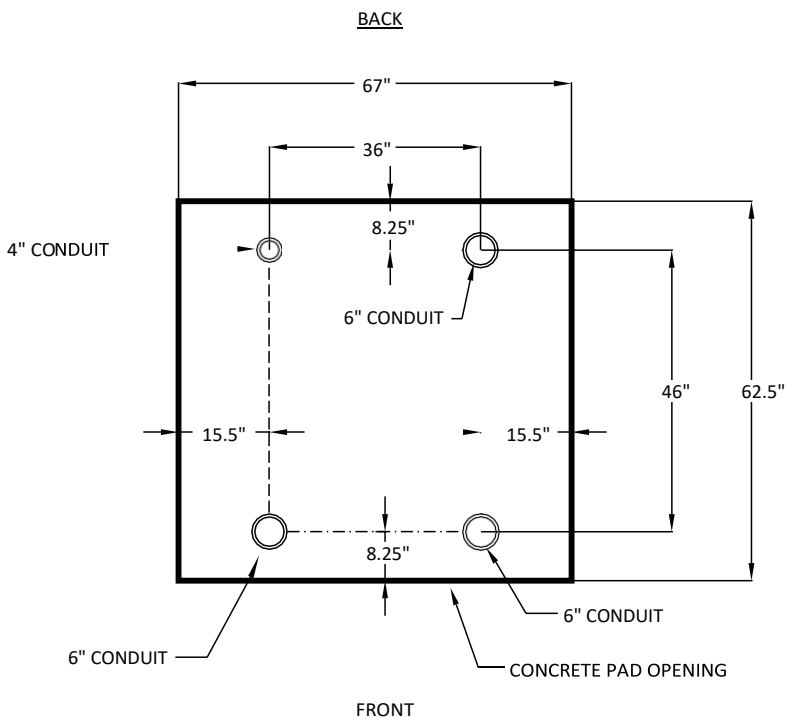 BACK
67"
36"
8.25"
4" CONDUIT
6" CONDUIT
46"
62.5"
15.5"
15.5"
8.25"
6" CONDUIT
6" CONDUIT
CONCRETE PAD OPENING
FRONT